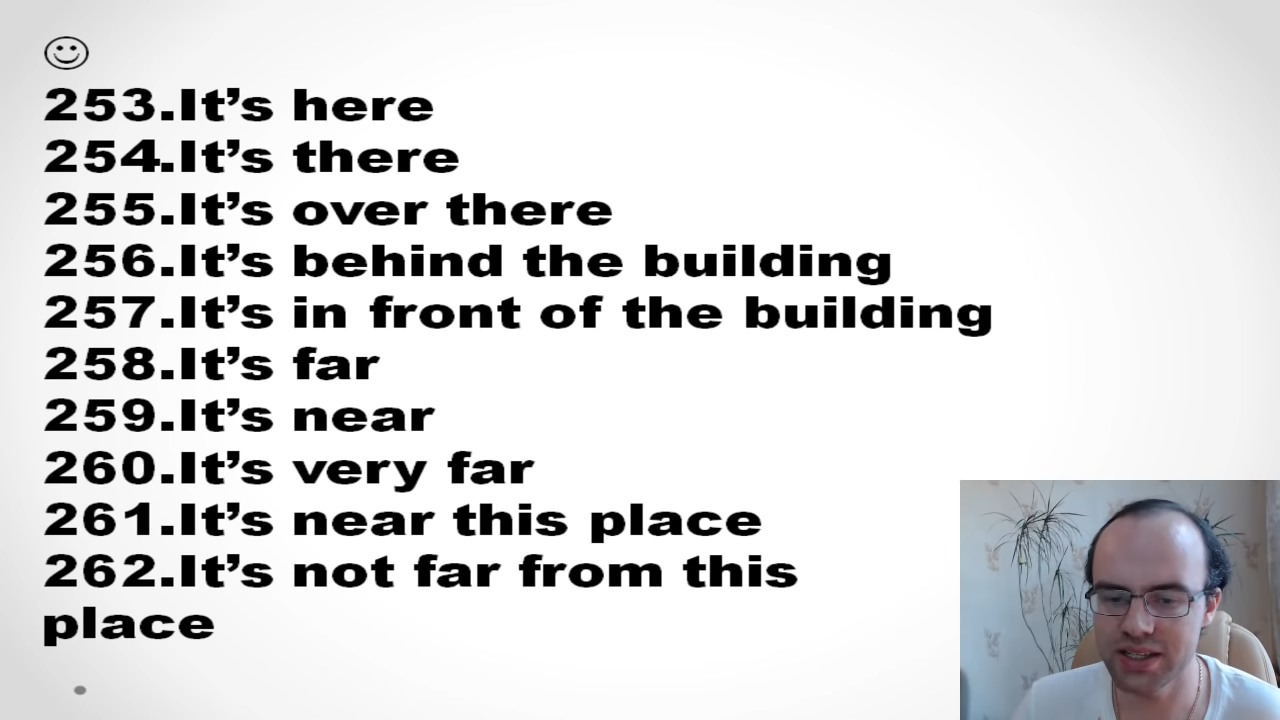 253.It’s here
254.It’s there
255.It’s over there
256.It’s behind the building
257.It’s in front of the building
258.It’s far
259.It’s near
260.It’s very far
261.It’s near this place
262.It’s not far from this
place